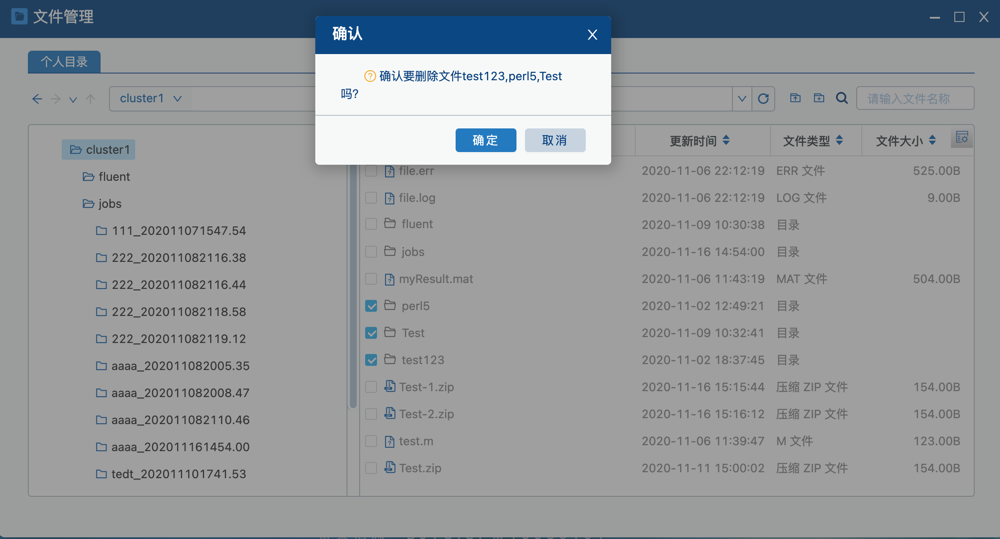 文件管理
X
确认
X
确认要删除文件test123,perl5,Test
吗?
确定
取消
个人目录
cluster1
请输入文件名称
更新时间
文件类型
文件大小
cluster1
fluent
jobs
111_202011071547.54
222_202011082116.38
222_202011082116.44
222_202011082118.58
222_202011082119.12
aaaa_202011082005.35
aaaa_202011082008.47
aaaa_202011082110.46
aaaa_202011161454.00
tedt_202011101741.53
file.err 2020-11-06 22:12:19 ERR 文件 525.00B
file.log 2020-11-06 22:12:19 LOG 文件 9.00B
fluent 2020-11-09 10:30:38 目录
jobs 2020-11-16 14:54:00 目录
myResult.mat 2020-11-06 11:43:19 MAT 文件 504.00B
perl5 2020-11-02 12:49:21 目录
Test 2020-11-09 10:32:41 目录
test123 2020-11-02 18:37:45 目录
Test-1.zip 2020-11-16 15:15:44 压缩 ZIP 文件 154.00B
Test-2.zip 2020-11-16 15:16:12 压缩 ZIP 文件 154.00B
test.m 2020-11-06 11:39:47 M 文件 123.00B
Test.zip 2020-11-11 15:00:02 压缩 ZIP 文件 154.00B